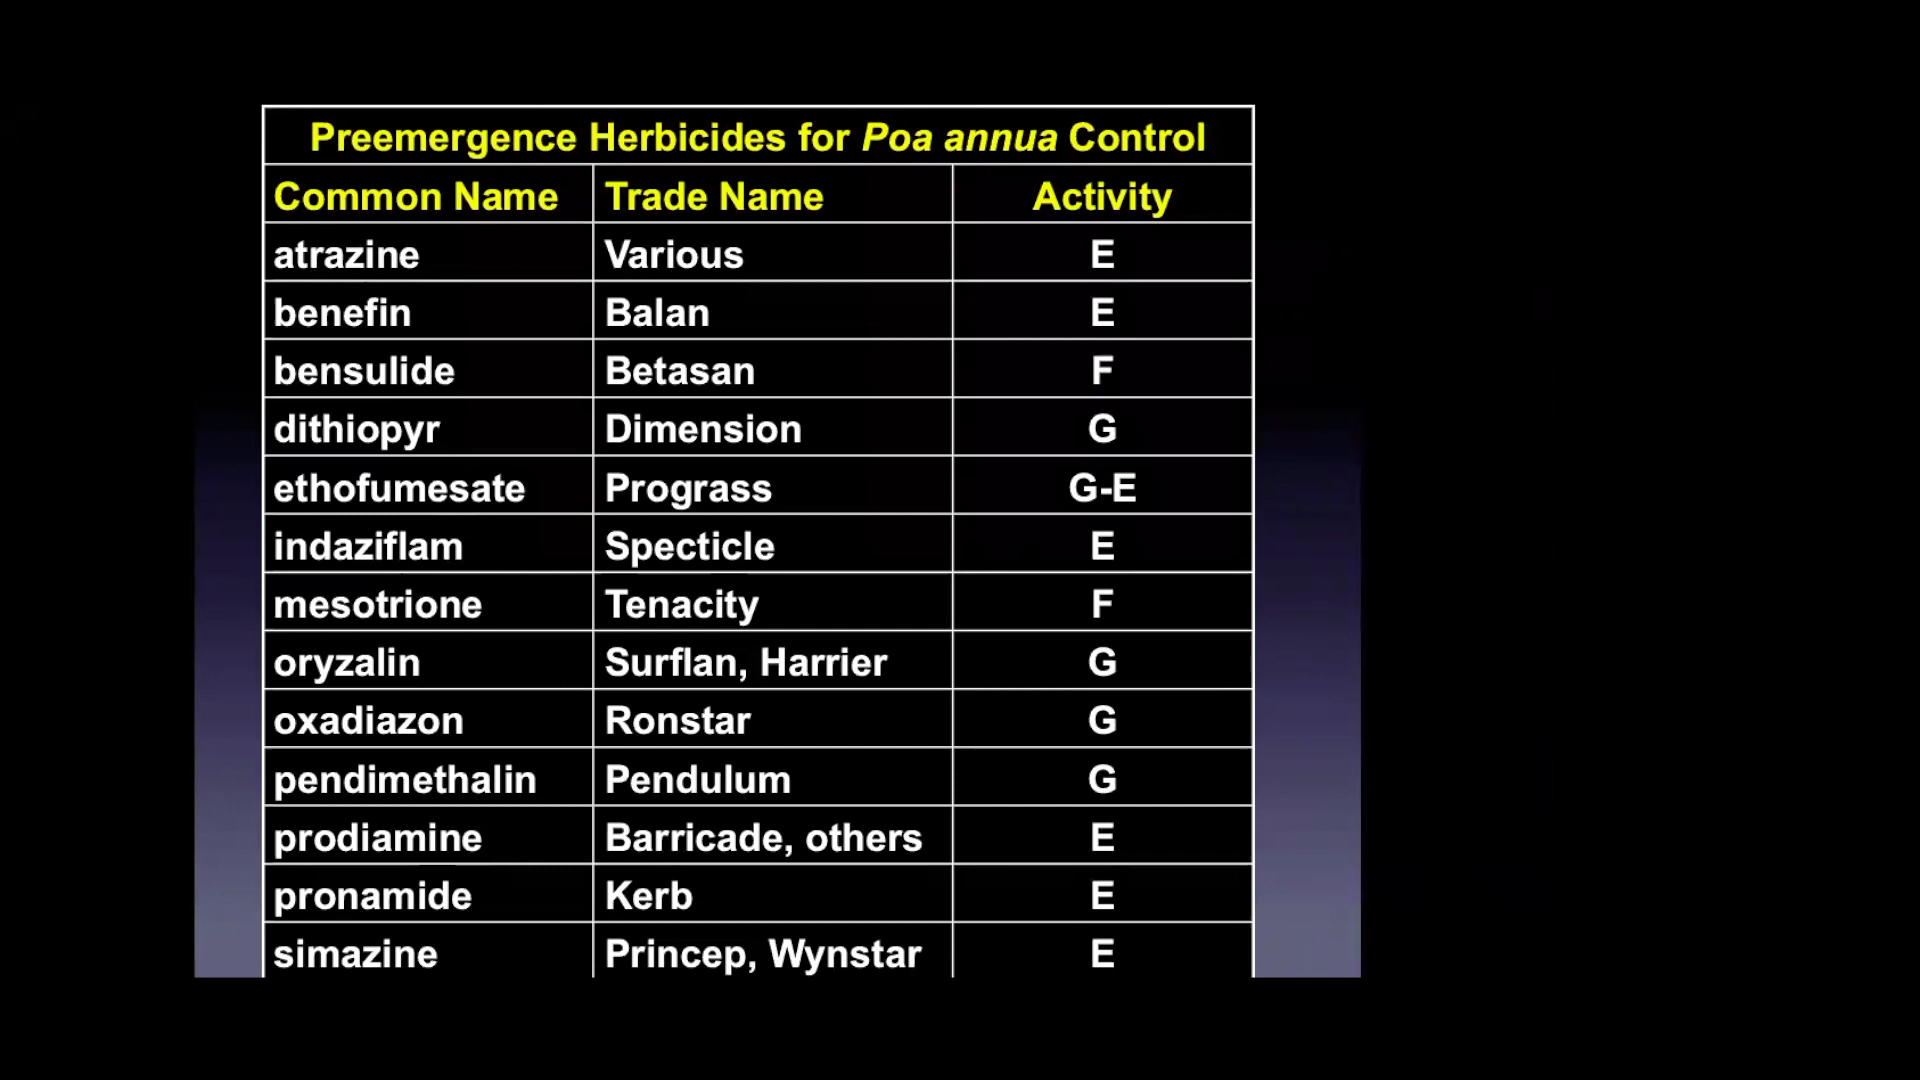 Preemergence Herbicides for Poa annua Control
Common Name Trade Name Activity
atrazine Various E
benefin Balan E
bensulide Betasan F
dithiopyr Dimension G
ethofumesate Prograss G-E
indaziflam Specticle E
mesotrione Tenacity F
oryzalin Surflan, Harrier G
oxadiazon Ronstar G
pendimethalin Pendulum G
prodiamine Barricade, others E
pronamide Kerb E
simazine Princep, Wynstar E